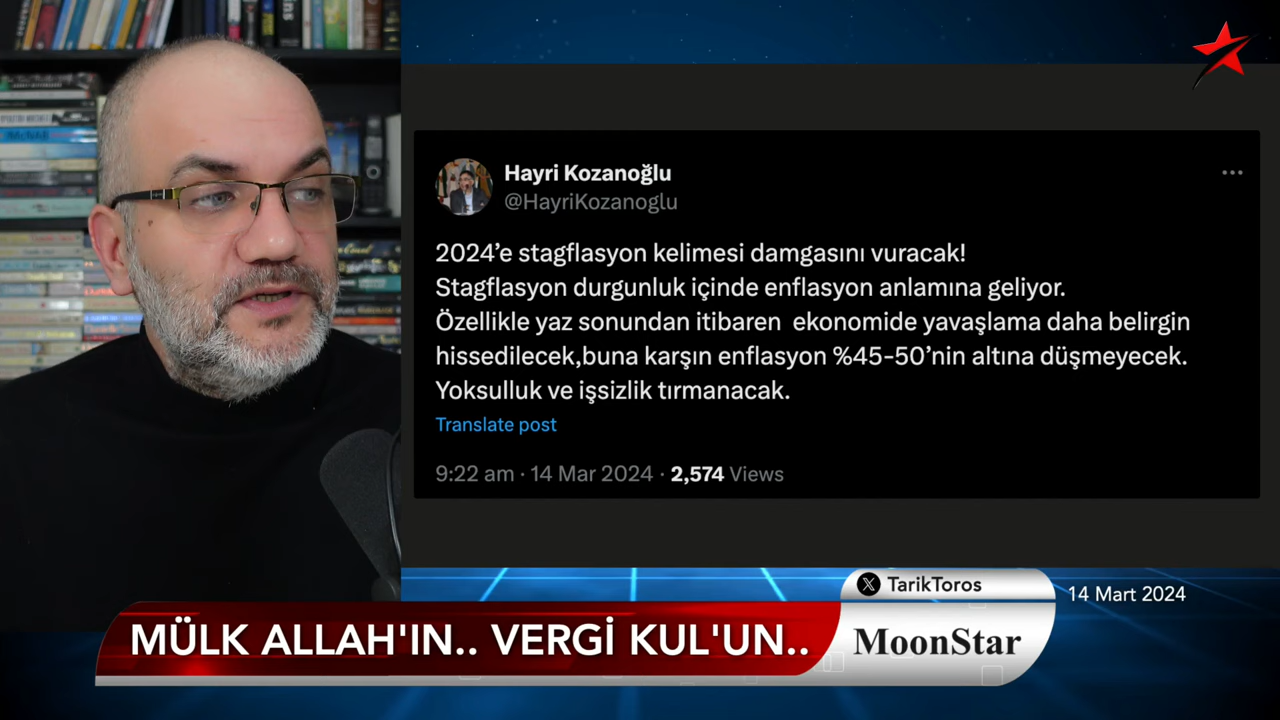 Hayri Kozanoğlu
@HayriKozanoglu
2024’e stagflasyon kelimesi damgasını vuracak!
Stagflasyon durgunluk içinde enflasyon anlamına geliyor.
Özellikle yaz sonundan itibaren ekonomide yavaşlama daha belirgin
hissedilecek,buna karşın enflasyon %45-50’nin altına düşmeyecek.
Yoksulluk ve işsizlik tırmanacak.
Translate post
9:22 am · 14 Mar 2024 · 2,574 Views
TarikToros
14 Mart 2024
MÜLK ALLAH'IN.. VERGİ KUL'UN..
MoonStar